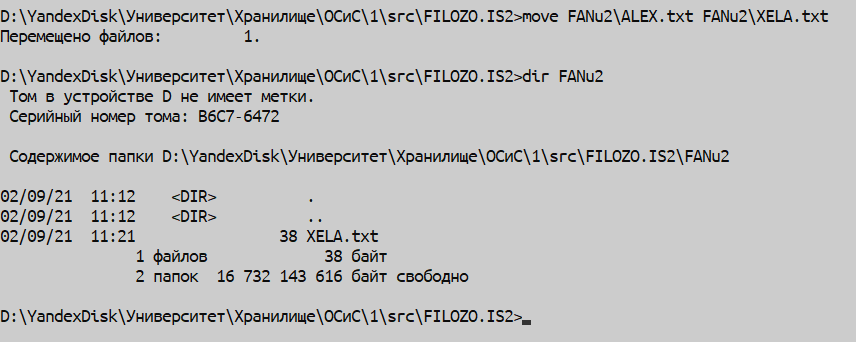 D:\YandexDisk\Университет\Хранилище\ОСиС\1\src\FILOZO.IS2>move FANu2\ALEX.txt FANu2\XELA.txt
Перемещено файлов:         1.
D:\YandexDisk\Университет\Хранилище\ОСиС\1\src\FILOZO.IS2>dir FANu2
Том в устройстве D не имеет метки.
Серийный номер тома: B6C7-6472
Содержимое папки D:\YandexDisk\Университет\Хранилище\ОСиС\1\src\FILOZO.IS2\FANu2
02/09/21  11:12    <DIR>          .
02/09/21  11:12    <DIR>          ..
02/09/21  11:21                38 XELA.txt
1 файлов             38 байт
2 папок  16 732 143 616 байт свободно
D:\YandexDisk\Университет\Хранилище\ОСиС\1\src\FILOZO.IS2>